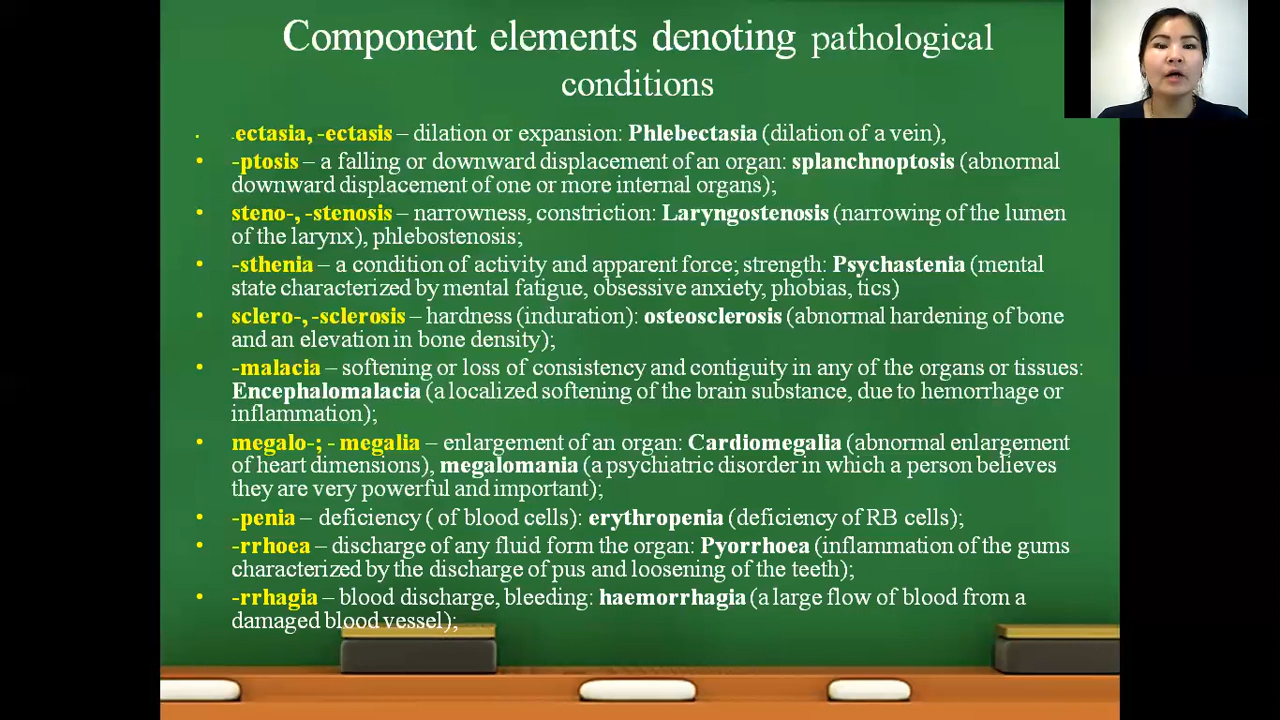 Component elements denoting pathological
conditions
• -ectasia, -ectasis – dilation or expansion: Phlebectasia (dilation of a vein),
• -ptosis – a falling or downward displacement of an organ: splanchnoptosis (abnormal
downward displacement of one or more internal organs);
• steno-, -stenosis – narrowness, constriction: Laryngostenosis (narrowing of the lumen
of the larynx), phlebostenosis;
• -sthenia – a condition of activity and apparent force; strength: Psychastenia (mental
state characterized by mental fatigue, obsessive anxiety, phobias, tics)
• sclero-, -sclerosis – hardness (induration): osteosclerosis (abnormal hardening of bone
and an elevation in bone density);
• -malacia – softening or loss of consistency and contiguity in any of the organs or tissues:
Encephalomalacia (a localized softening of the brain substance, due to hemorrhage or
inflammation);
• megalo-; - megalia – enlargement of an organ: Cardiomegalia (abnormal enlargement
of heart dimensions), megalomania (a psychiatric disorder in which a person believes
they are very powerful and important);
• -penia – deficiency ( of blood cells): erythropenia (deficiency of RB cells);
• -rrhoea – discharge of any fluid form the organ: Pyorrhoea (inflammation of the gums
characterized by the discharge of pus and loosening of the teeth);
• -rrhagia – blood discharge, bleeding: haemorrhagia (a large flow of blood from a
damaged blood vessel);